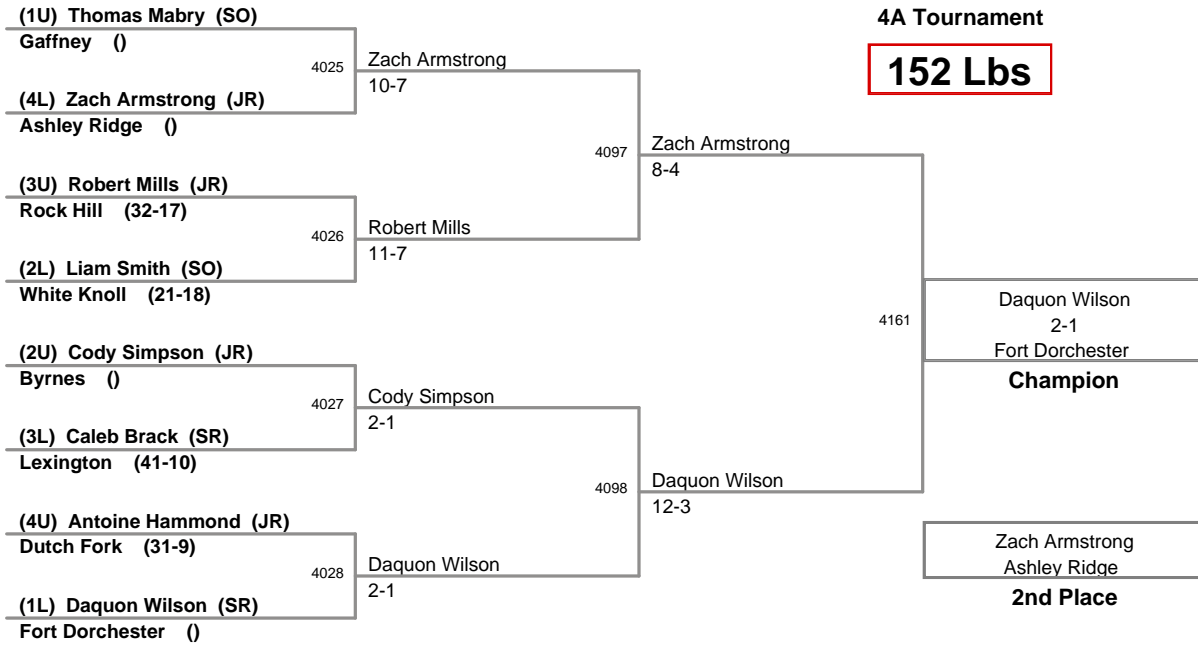 (1U) Thomas Mabry (SO)
Gaffney ()
4025
(4L) Zach Armstrong (JR)
Ashley Ridge ()
(3U) Robert Mills (JR)
Rock Hill (32-17)
4026
(2L) Liam Smith (SO)
White Knoll (21-18)
(2U) Cody Simpson (JR)
Byrnes ()
4027
(3L) Caleb Brack (SR)
Lexington (41-10)
(4U) Antoine Hammond (JR)
Dutch Fork (31-9)
4028
(1L) Daquon Wilson (SR)
Fort Dorchester ()
Zach Armstrong
10-7
4097
Robert Mills
11-7
Cody Simpson
2-1
4098
Daquon Wilson
2-1
Zach Armstrong
8-4
4161
Daquon Wilson
12-3
4A Tournament
152 Lbs
Daquon Wilson
2-1
Fort Dorchester
Champion
Zach Armstrong
Ashley Ridge
2nd Place